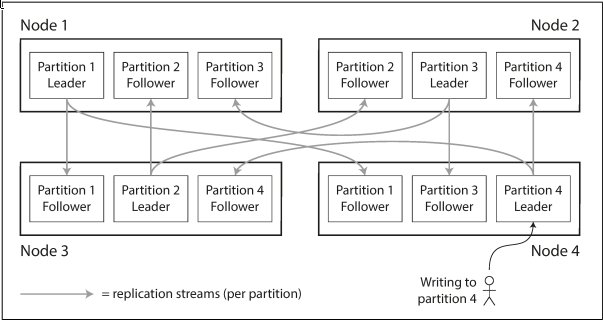 Node 1
Node 2
Partition 1
Leader
Partition 2
Follower
Partition 3
Follower
Partition 2
Follower
Partition 3
Leader
Partition 4
Follower
Partition 1
Follower
Partition 2
Leader
Partition 4
Follower
Partition 1
Follower
Partition 3
Follower
Partition 4
Leader
Node 3
Node 4
Writing to
partition 4
= replication streams (per partition)